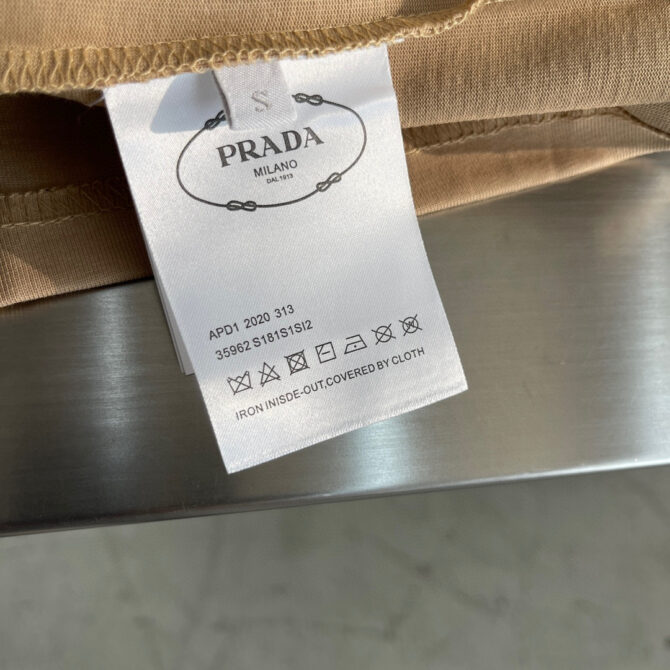 S
PRADA
MILANO
DAL 1913
APD1 2020 313
35962 S181S1SI2
IRON INISDE-OUT,COVERED BY CLOTH